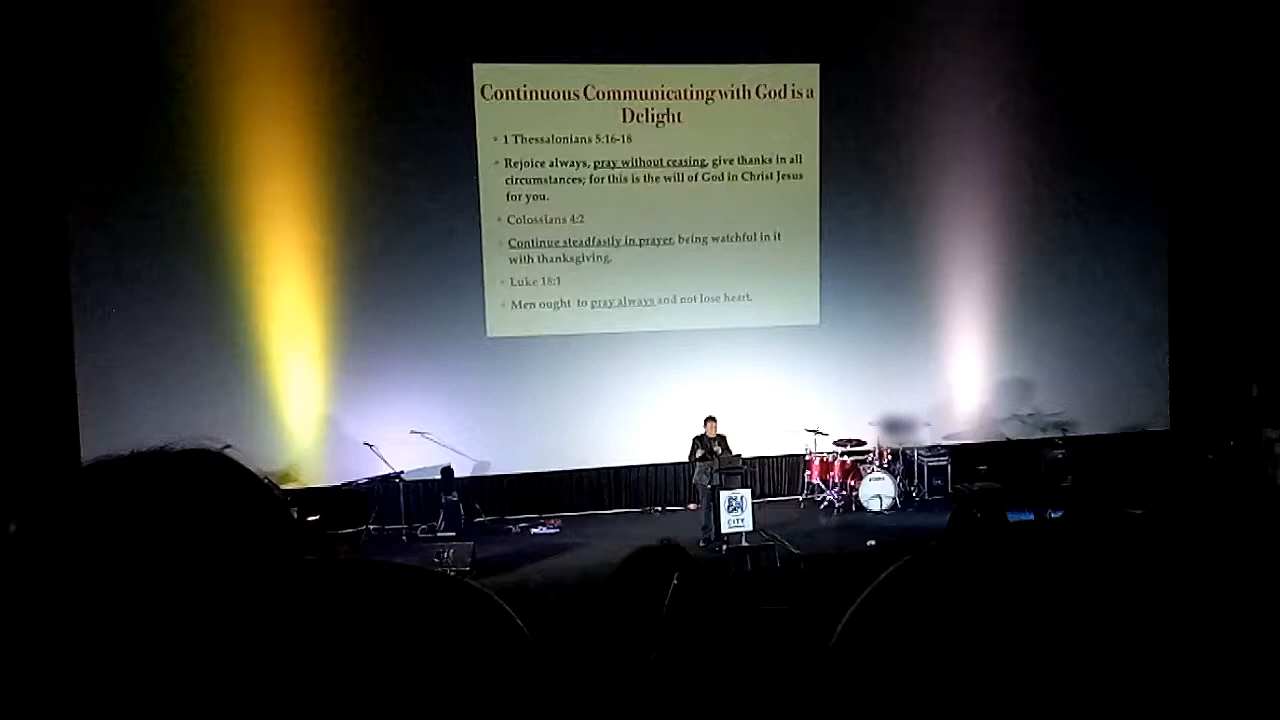 Continuous Communicating with God is a
Delight
• 1 Thessalonians 5:16-18
• Rejoice always, pray without ceasing, give thanks in all
circumstances; for this is the will of God in Christ Jesus
for you.
• Colossians 4:2
• Continue steadfastly in prayer, being watchful in it
with thanksgiving.
• Luke 18:1
• Men ought to pray always and not lose heart.
SM
CITY